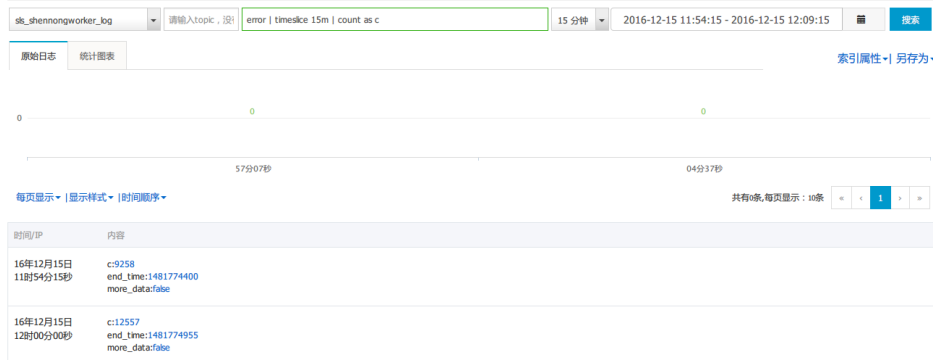 sls_shennongworker_log 请输入topic，没 error | timeslice 15m | count as c 15 分钟 2016-12-15 11:54:15 - 2016-12-15 12:09:15 搜索
原始日志 统计图表 索引属性 | 另存为
0 0
0
57分07秒 04分37秒
每页显示 |显示样式 |时间顺序 共有0条,每页显示：10条 « ‹ 1 › »
时间/IP 内容
16年12月15日 c:9258
11时54分15秒 end_time:1481774400
more_data:false
16年12月15日 c:12557
12时00分00秒 end_time:1481774955
more_data:false